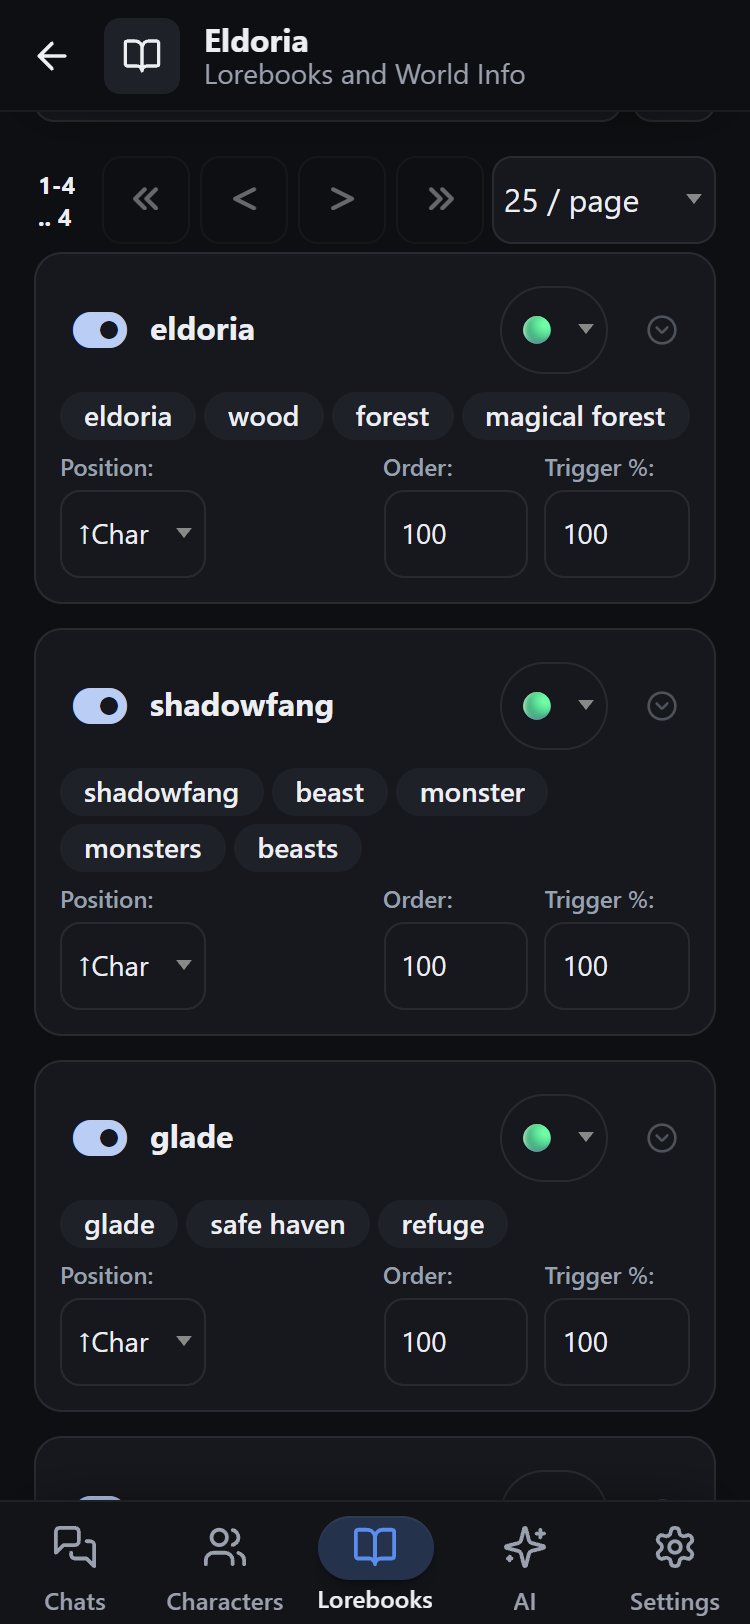 Eldoria
Lorebooks and World Info
1-4
.. 4
« < > » 25 / page
eldoria
eldoria wood forest magical forest
Position: Order: Trigger %:
↑Char 100 100
shadowfang
shadowfang beast monster
monsters beasts
Position: Order: Trigger %:
↑Char 100 100
glade
glade safe haven refuge
Position: Order: Trigger %:
↑Char 100 100
Chats Characters Lorebooks AI Settings